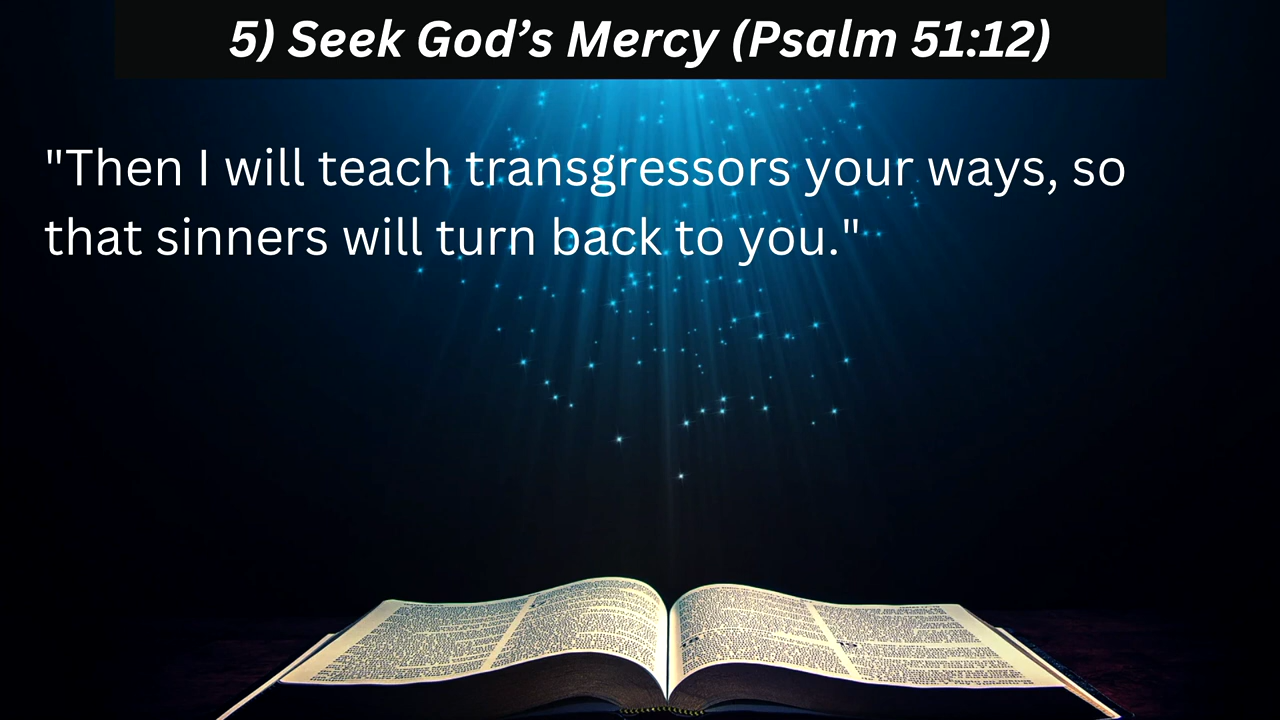 5) Seek God’s Mercy (Psalm 51:12)
"Then I will teach transgressors your ways, so
that sinners will turn back to you."